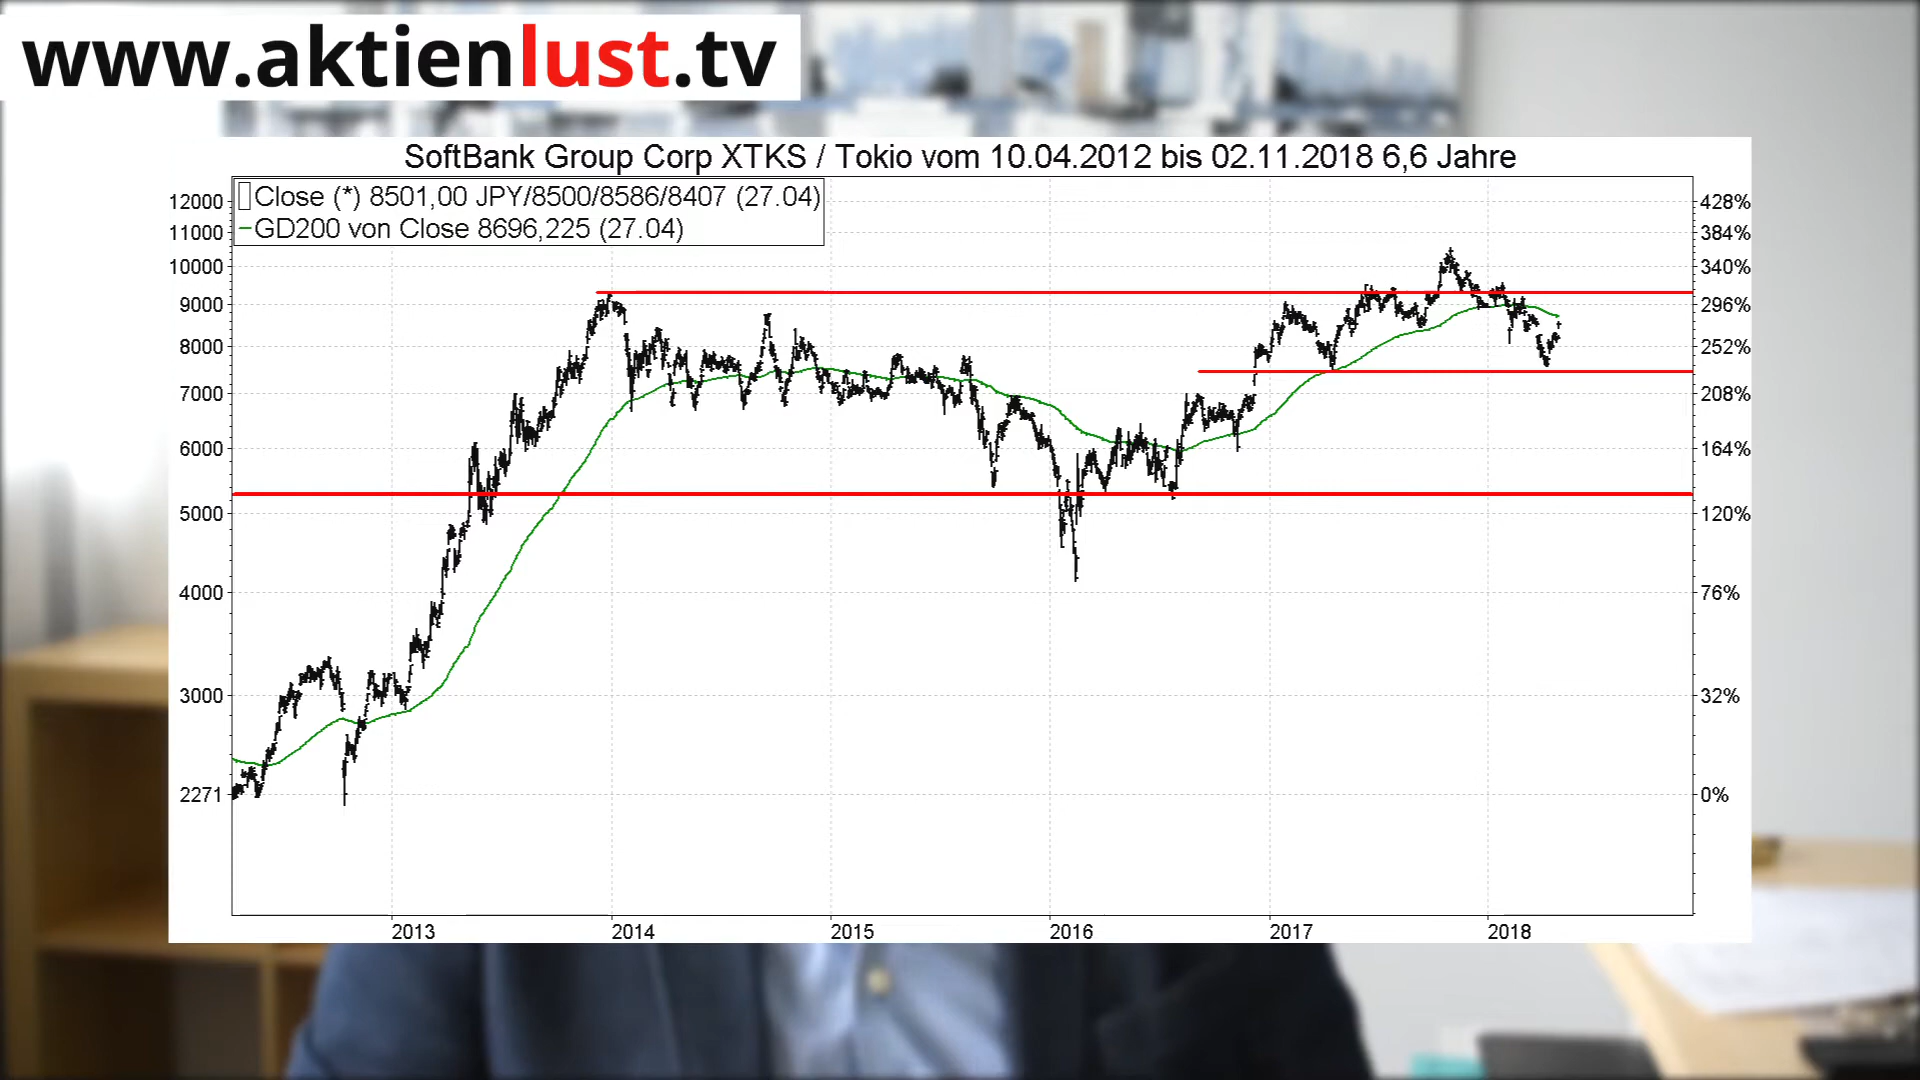 www.aktienlust.tv
SoftBank Group Corp XTKS / Tokio vom 10.04.2012 bis 02.11.2018 6,6 Jahre
Close (*) 8501,00 JPY/8500/8586/8407 (27.04)
GD200 von Close 8696,225 (27.04)
12000 428%
11000 384%
10000 340%
9000 296%
8000 252%
7000 208%
6000 164%
5000 120%
4000 76%
3000 32%
2271 0%
2013 2014 2015 2016 2017 2018